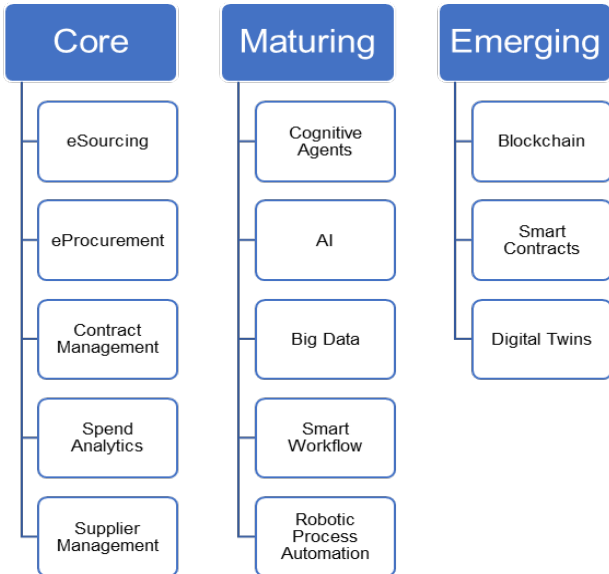 Core
eSourcing
eProcurement
Contract
Management
Spend
Analytics
Supplier
Management
Maturing
Cognitive
Agents
AI
Big Data
Smart
Workflow
Robotic
Process
Automation
Emerging
Blockchain
Smart
Contracts
Digital Twins